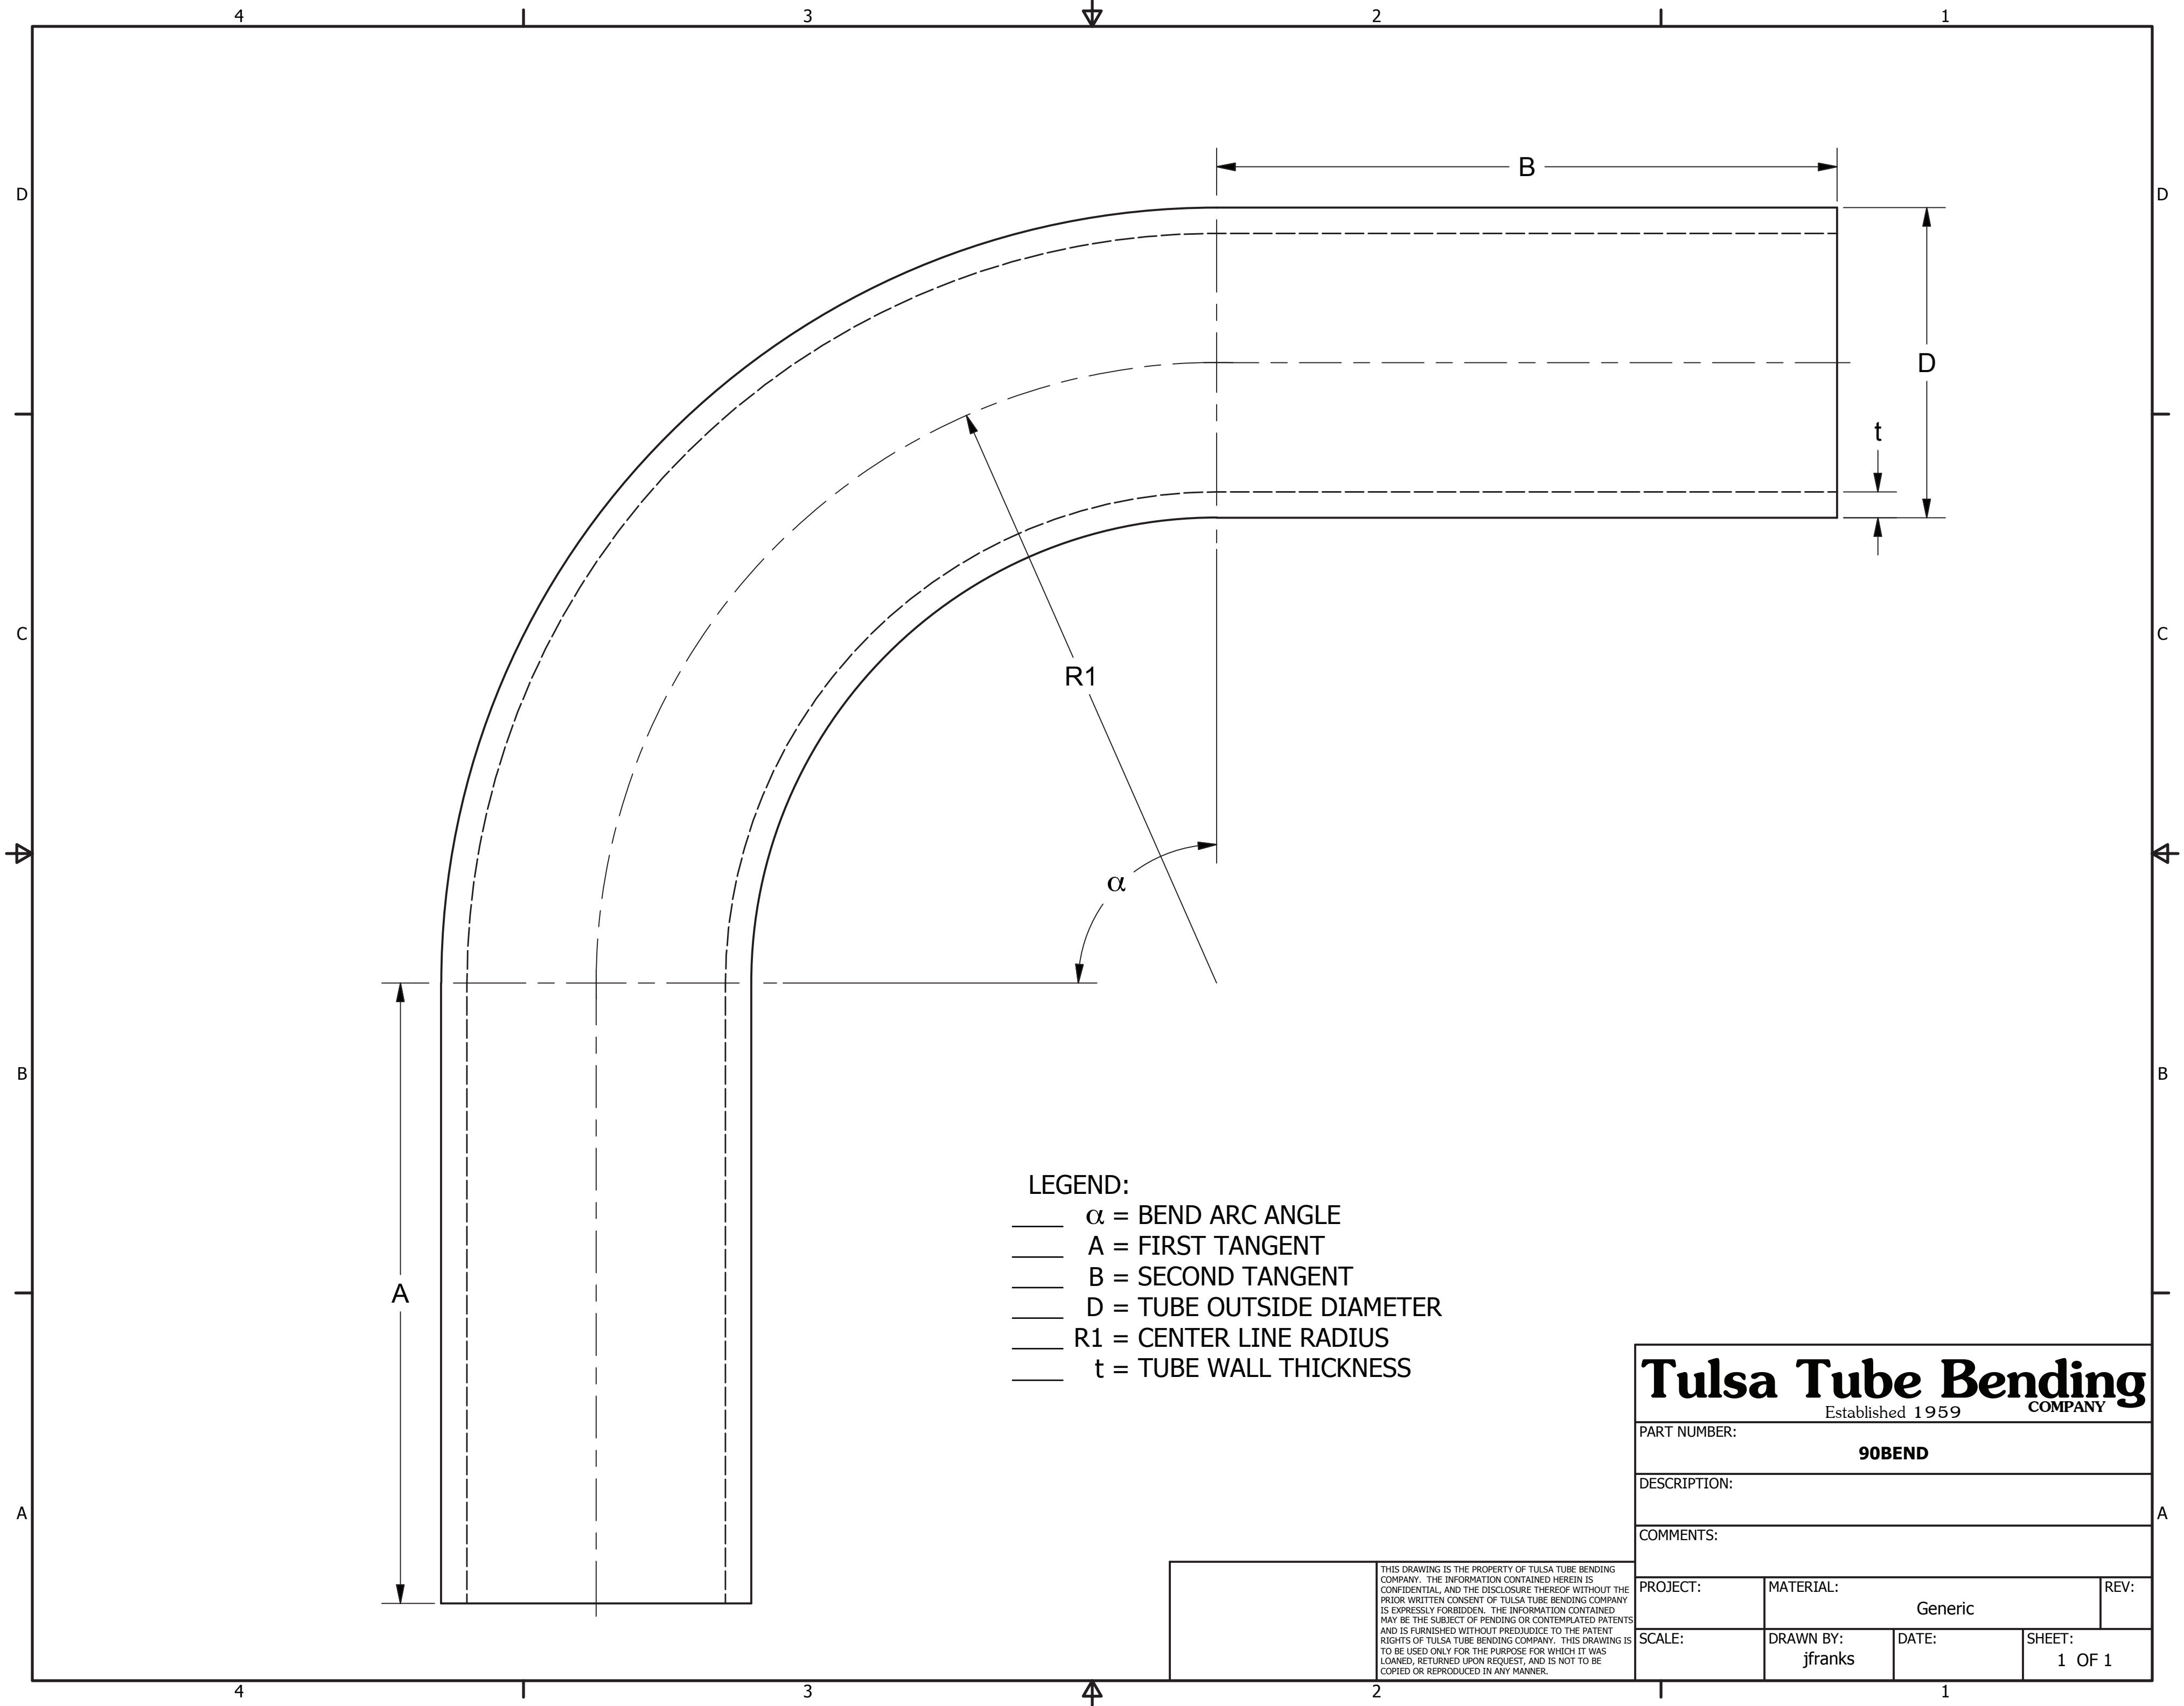 4 3 2 1
D D
C C
B B
A A
B
D
t
R1
α
A
LEGEND:
____ α = BEND ARC ANGLE
____ A = FIRST TANGENT
____ B = SECOND TANGENT
____ D = TUBE OUTSIDE DIAMETER
____ R1 = CENTER LINE RADIUS
____ t = TUBE WALL THICKNESS
Tulsa Tube Bending
COMPANY
Established 1959
PART NUMBER:
90BEND
DESCRIPTION:
COMMENTS:
PROJECT: MATERIAL: REV:
Generic
SCALE: DRAWN BY: DATE: SHEET:
jfranks 1 OF 1
THIS DRAWING IS THE PROPERTY OF TULSA TUBE BENDING
COMPANY. THE INFORMATION CONTAINED HEREIN IS
CONFIDENTIAL, AND THE DISCLOSURE THEREOF WITHOUT THE
PRIOR WRITTEN CONSENT OF TULSA TUBE BENDING COMPANY
IS EXPRESSLY FORBIDDEN. THE INFORMATION CONTAINED
MAY BE THE SUBJECT OF PENDING OR CONTEMPLATED PATENTS
AND IS FURNISHED WITHOUT PREDJUDICE TO THE PATENT
RIGHTS OF TULSA TUBE BENDING COMPANY. THIS DRAWING IS
TO BE USED ONLY FOR THE PURPOSE FOR WHICH IT WAS
LOANED, RETURNED UPON REQUEST, AND IS NOT TO BE
COPIED OR REPRODUCED IN ANY MANNER.
4 3 2 1